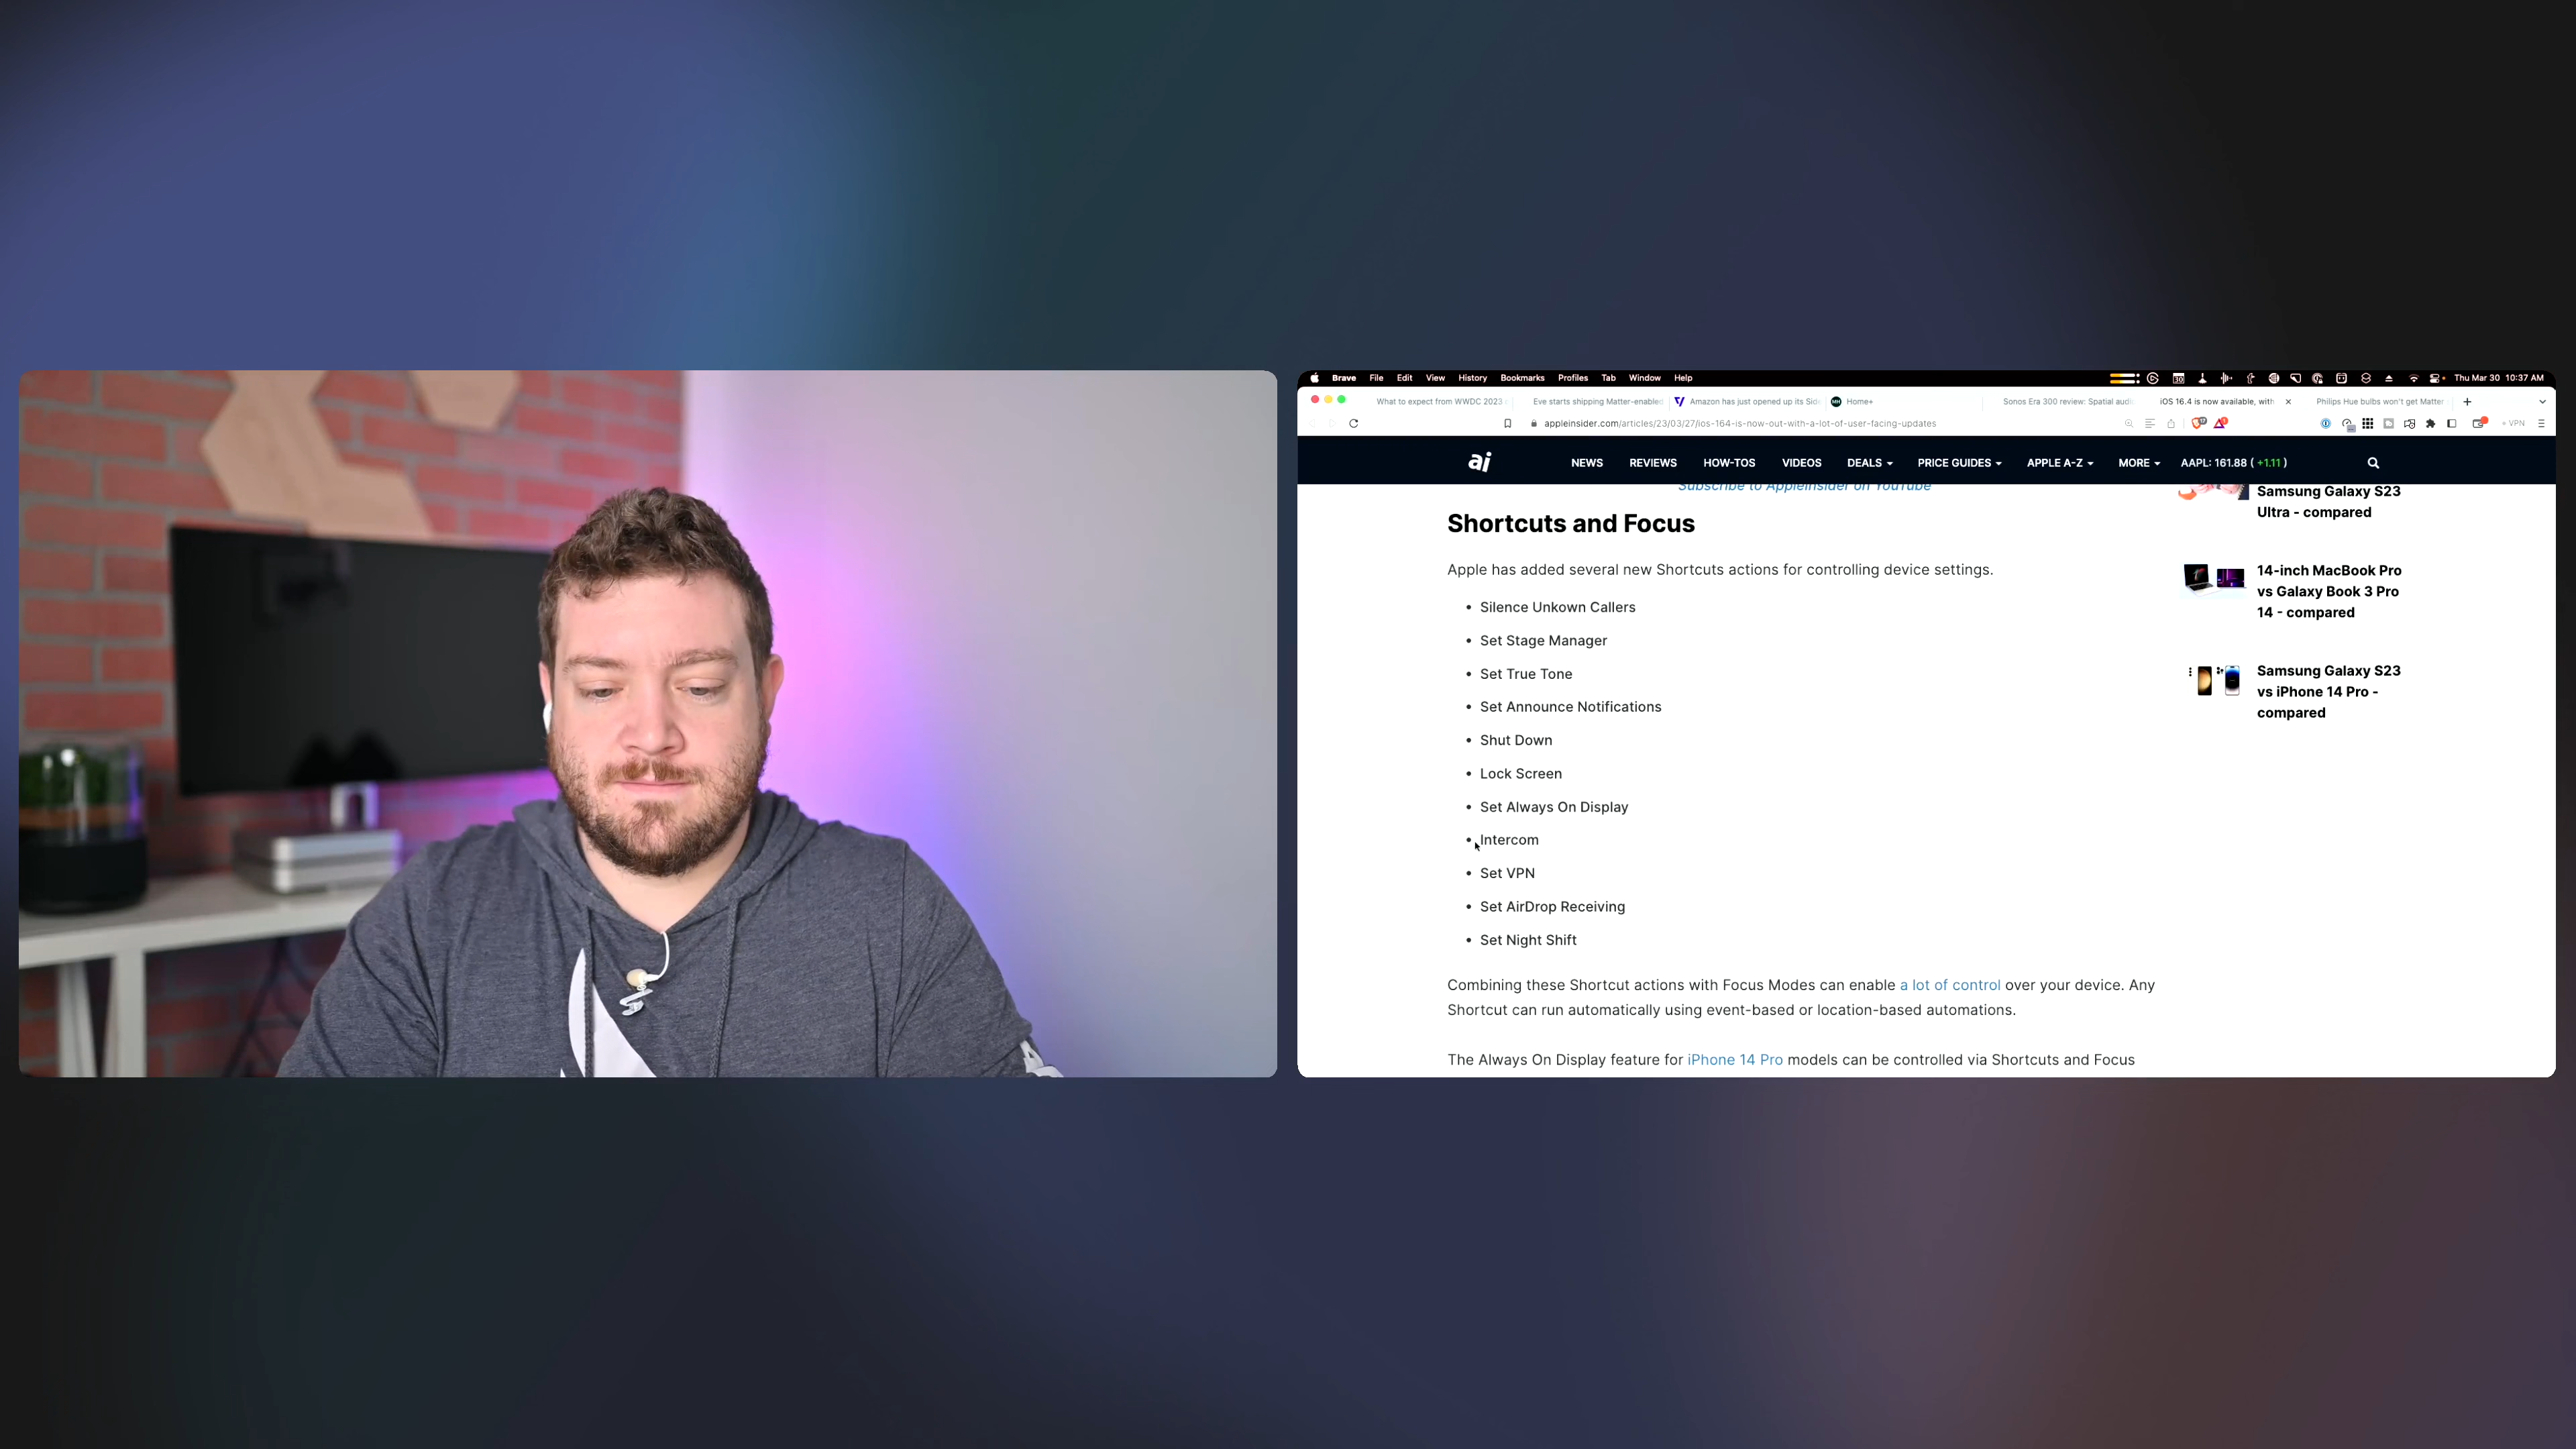 Brave File Edit View History Bookmarks Profiles Tab Window Help
30
Thu Mar 30 10:37 AM
What to expect from WWDC 2023
Eve starts shipping Matter-enabled
Amazon has just opened up its Side
Home+
Sonos Era 300 review: Spatial audi
iOS 16.4 is now available, with
Philips Hue bulbs won't get Matter
appleinsider.com/articles/23/03/27/ios-164-is-now-out-with-a-lot-of-user-facing-updates
VPN
ai
NEWS REVIEWS HOW-TOS VIDEOS DEALS PRICE GUIDES APPLE A-Z MORE AAPL: 161.88 ( +1.11 )
Subscribe to AppleInsider on YouTube
Shortcuts and Focus
Apple has added several new Shortcuts actions for controlling device settings.
• Silence Unkown Callers
• Set Stage Manager
• Set True Tone
• Set Announce Notifications
• Shut Down
• Lock Screen
• Set Always On Display
• Intercom
• Set VPN
• Set AirDrop Receiving
• Set Night Shift
Combining these Shortcut actions with Focus Modes can enable a lot of control over your device. Any
Shortcut can run automatically using event-based or location-based automations.
The Always On Display feature for iPhone 14 Pro models can be controlled via Shortcuts and Focus
Samsung Galaxy S23
Ultra - compared
14-inch MacBook Pro
vs Galaxy Book 3 Pro
14 - compared
Samsung Galaxy S23
vs iPhone 14 Pro -
compared